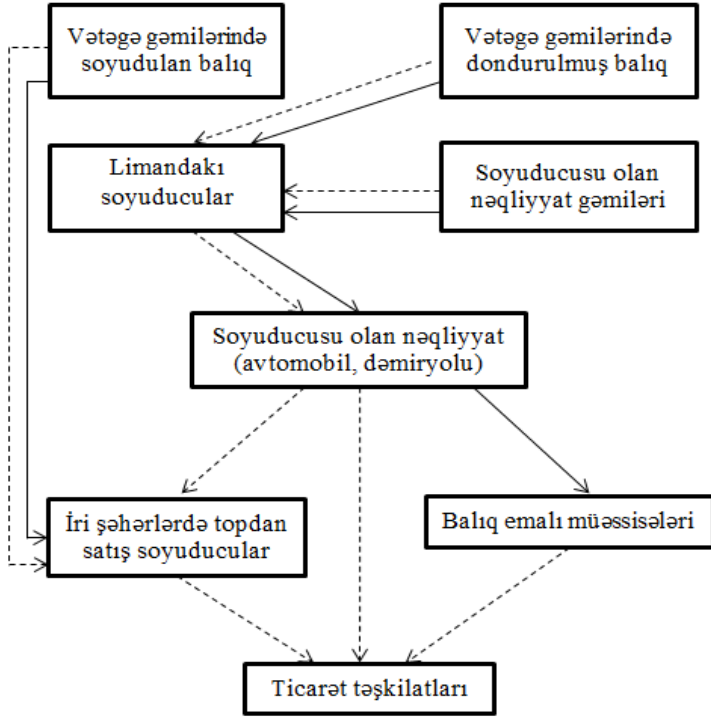 Vətəgə gəmilərində
soyudulan balıq
Vətəgə gəmilərində
dondurulmuş balıq
Limandakı
soyuducular
Soyuducusu olan
nəqliyyat gəmiləri
Soyuducusu olan nəqliyyat
(avtomobil, dəmiryolu)
İri şəhərlərdə topdan
satış soyuducular
Balıq emalı müəssisələri
Ticarət təşkilatları